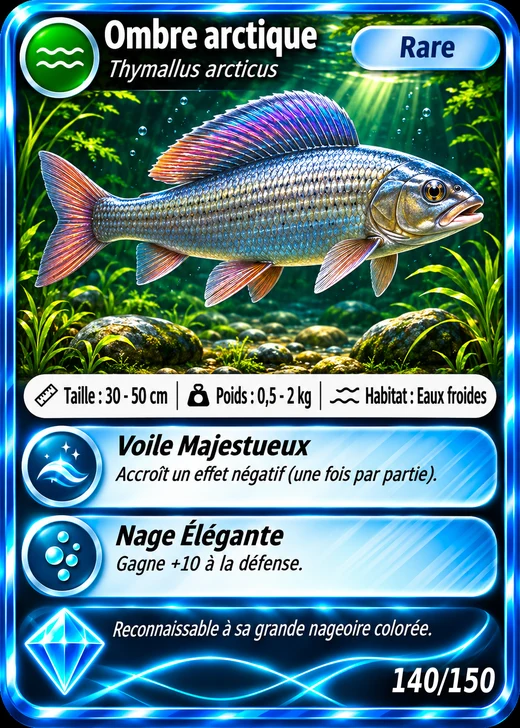 Ombre arctique
Thymallus arcticus
Rare
Taille : 30 - 50 cm
Poids : 0,5 - 2 kg
Habitat : Eaux froides
Voile Majestueux
Accroît un effet négatif (une fois par partie).
Nage Élégante
Gagne +10 à la défense.
Reconnaissable à sa grande nageoire colorée.
140/150